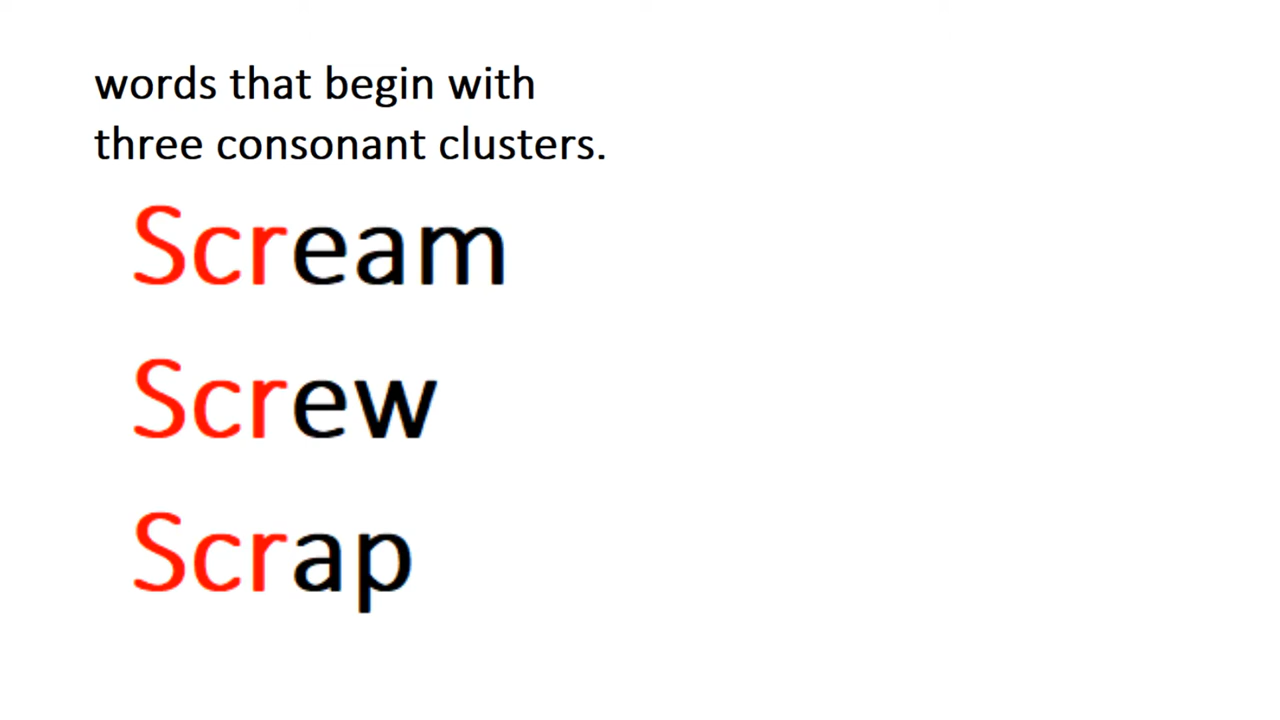 words that begin with
three consonant clusters.
Scream
Screw
Scrap